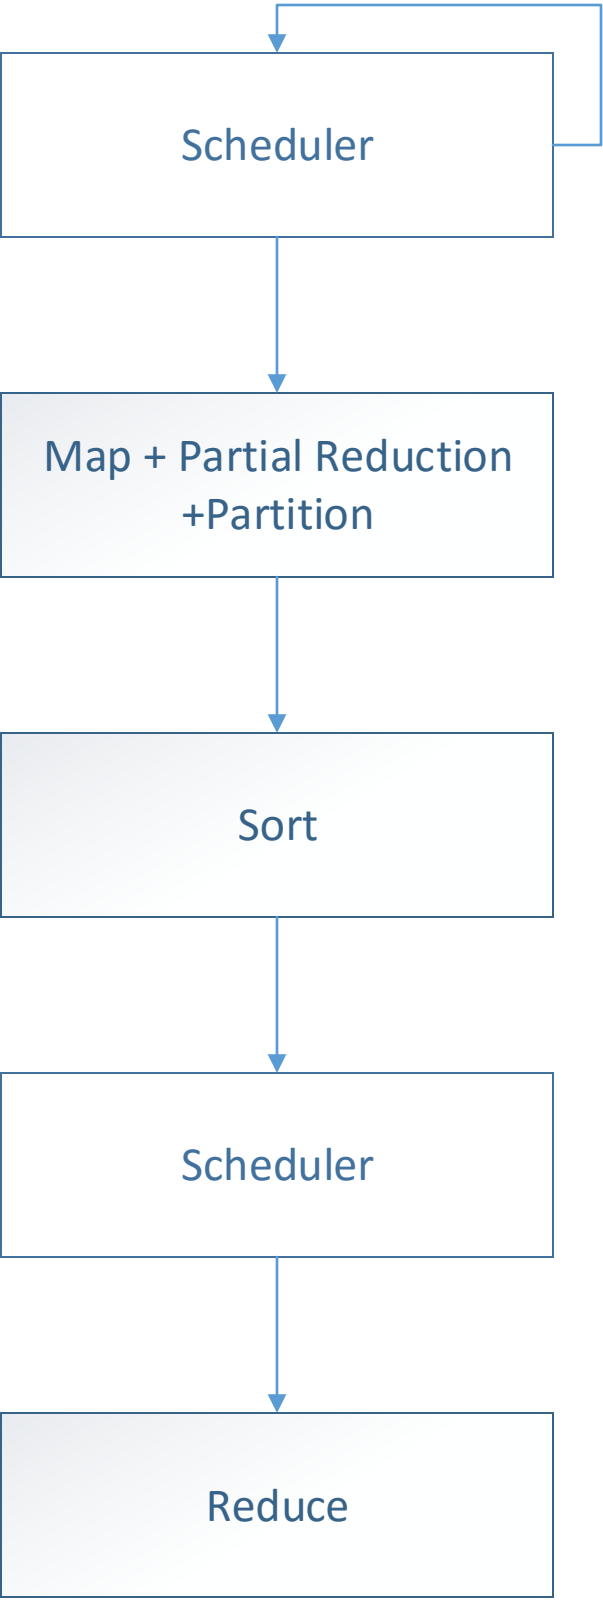 Scheduler
Map + Partial Reduction
+Partition
Sort
Scheduler
Reduce